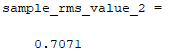 sample_rms_value_2 =
0.7071